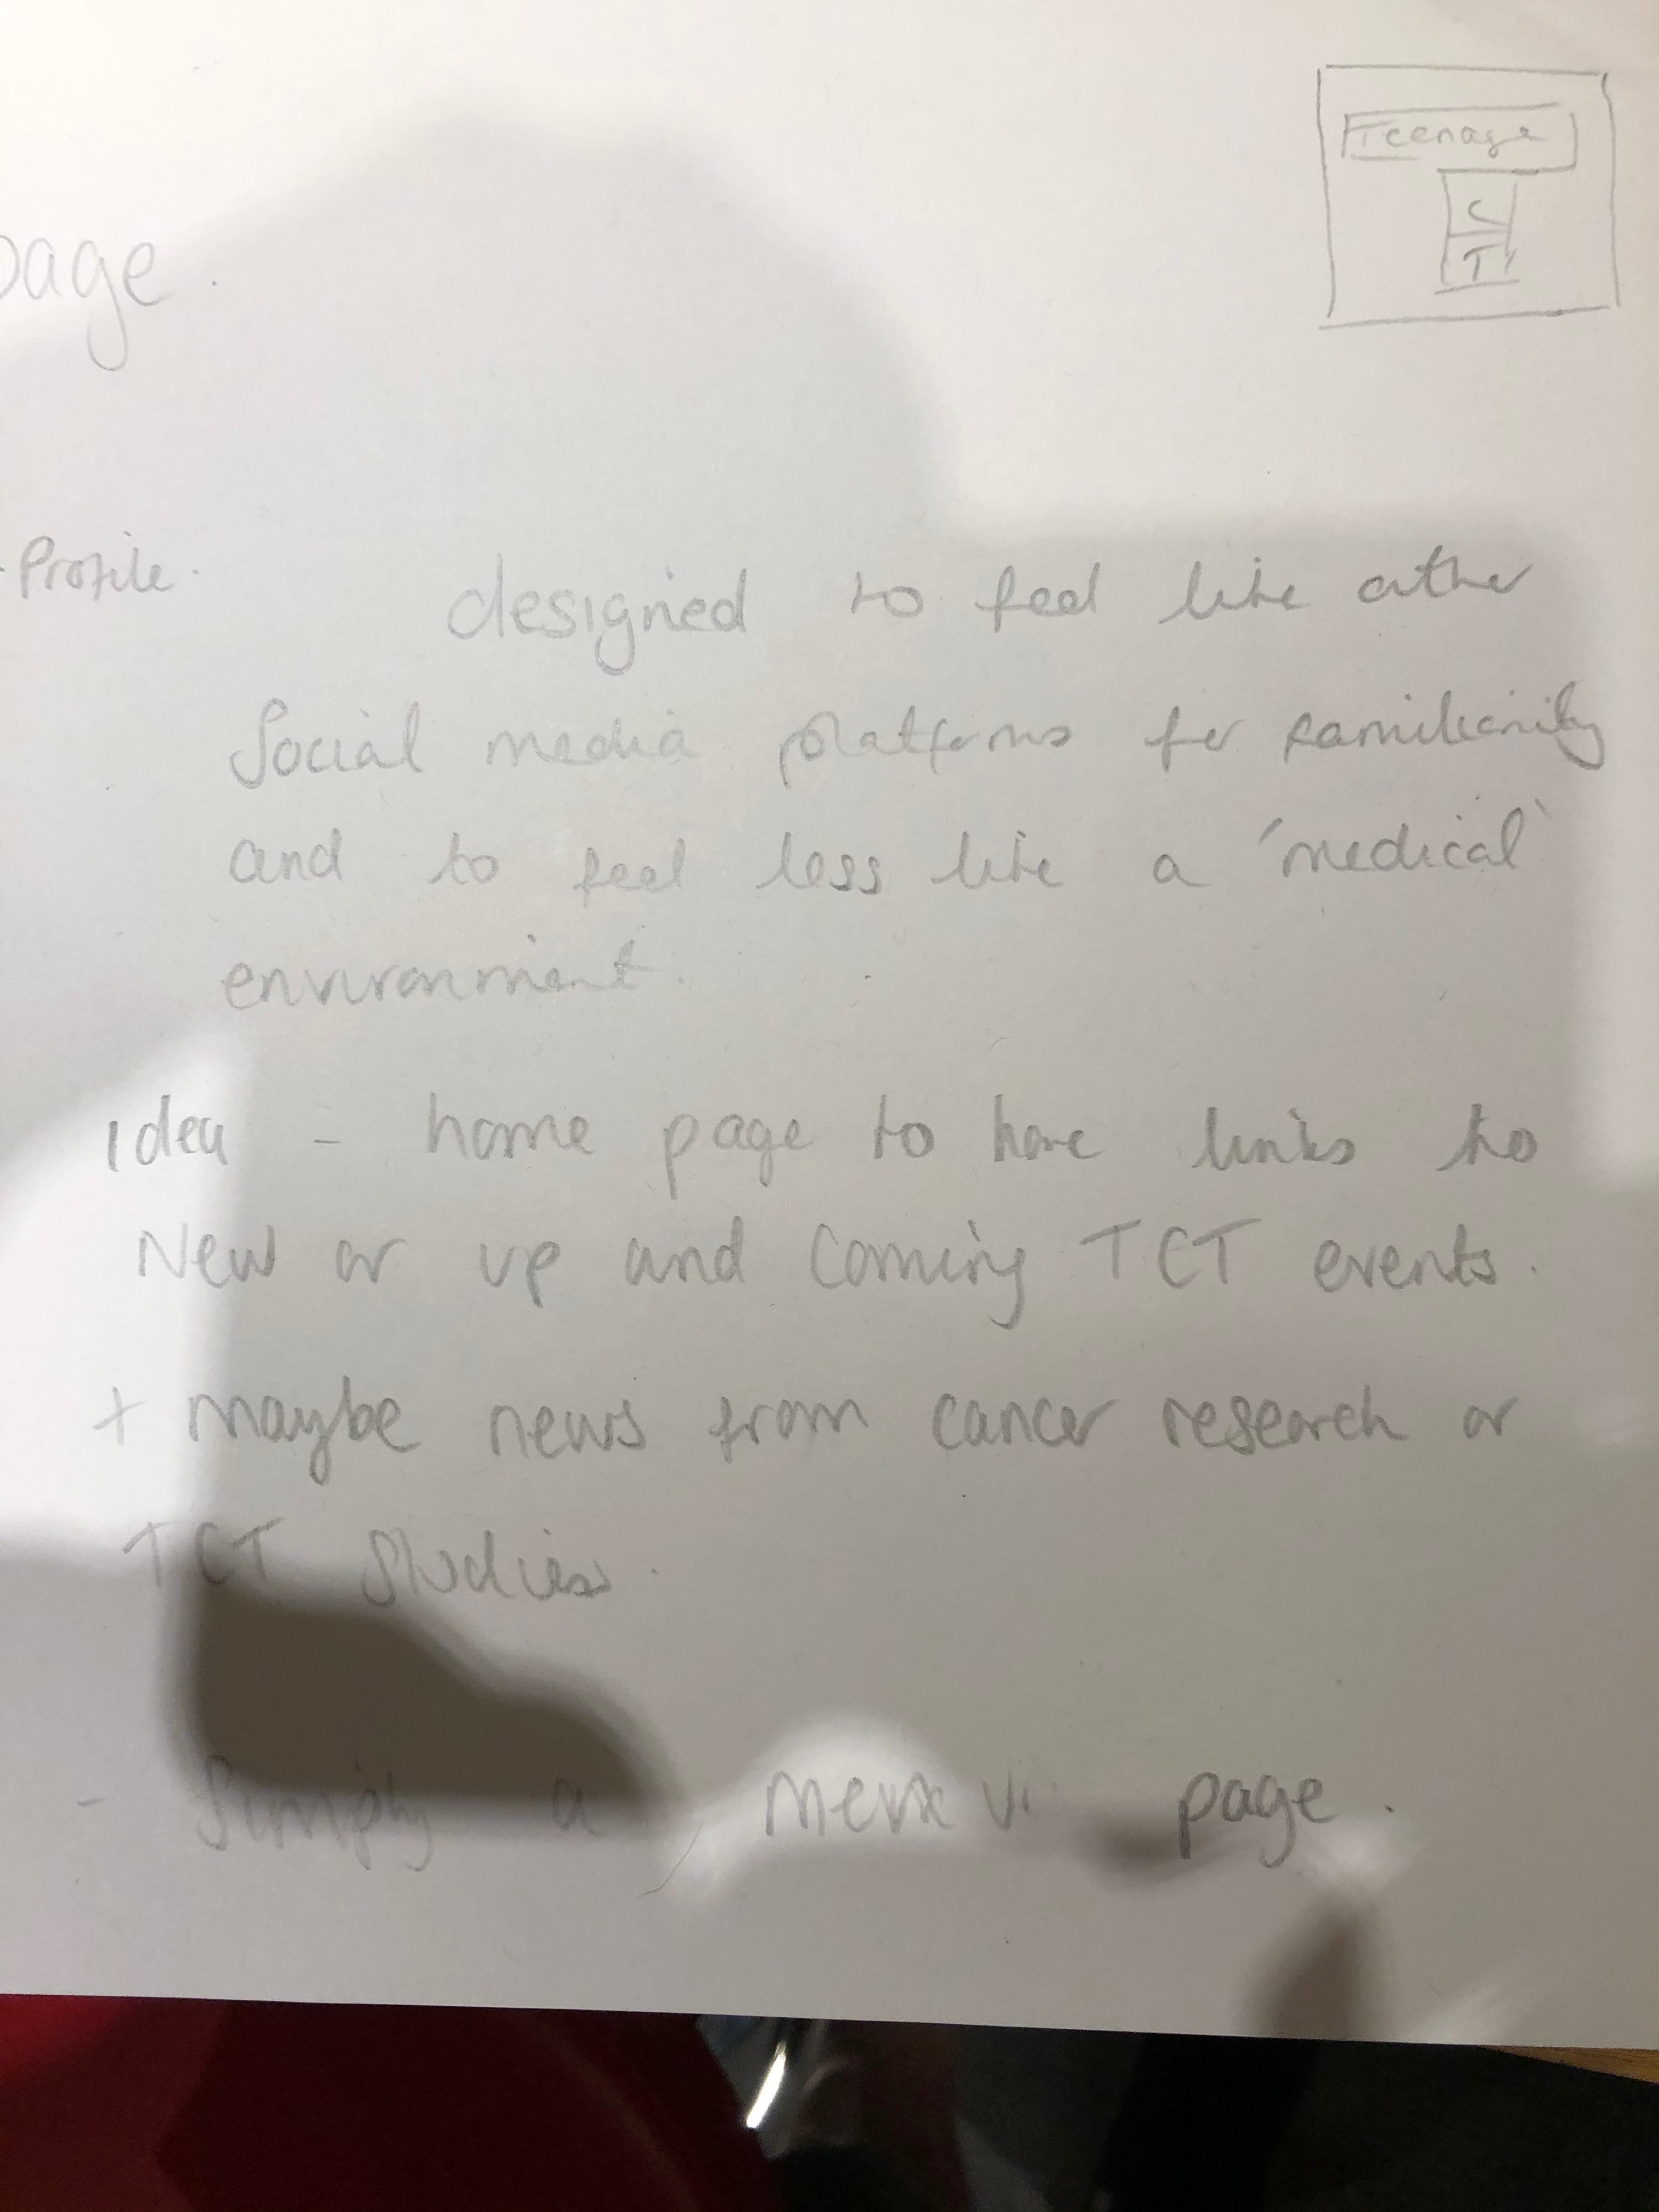 Teenage
C
T
page.
- Profile.
designed to feel like other
Social media platforms for familiarity
and to feel less like a 'medical'
environment.
Idea - home page to have links to
New or up and coming TCT events.
+ maybe news from cancer research or
TCT Studies.
- Simply a page.